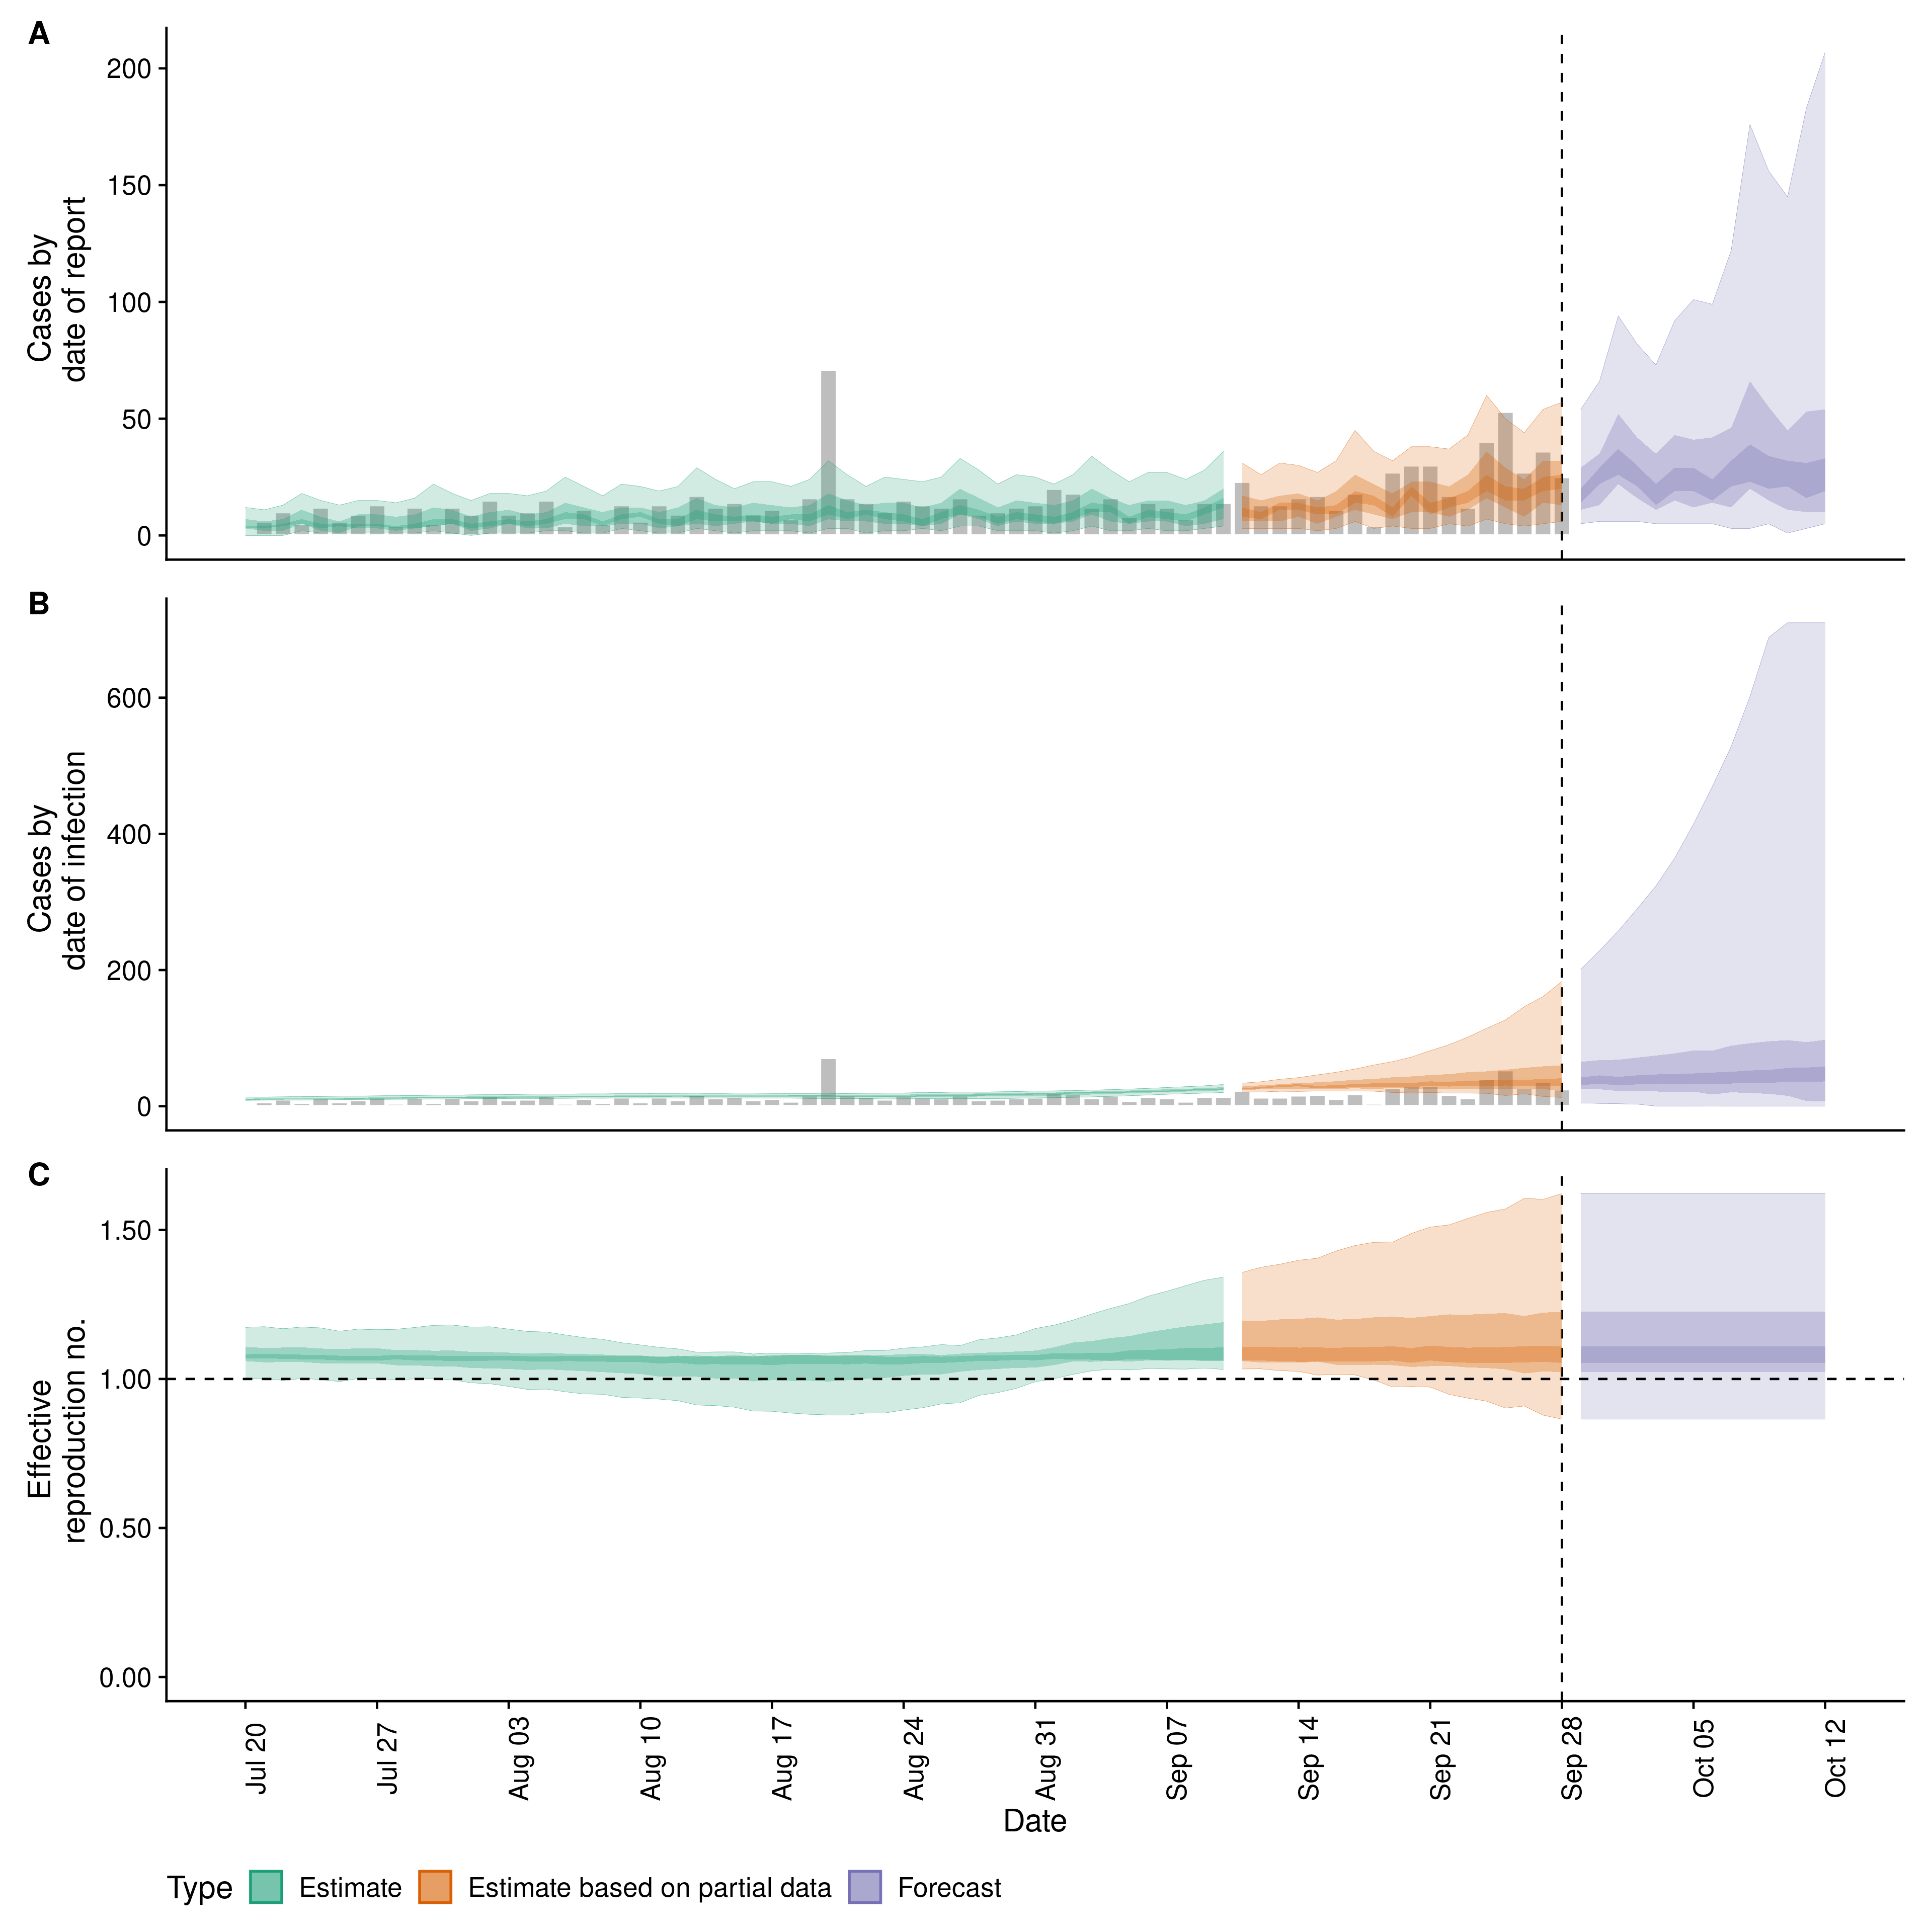 A
Cases by
date of report
200
150
100
50
0
B
Cases by
date of infection
600
400
200
0
C
Effective
reproduction no.
1.50
1.00
0.50
0.00
Jul 20
Jul 27
Aug 03
Aug 10
Aug 17
Aug 24
Aug 31
Sep 07
Sep 14
Sep 21
Sep 28
Oct 05
Oct 12
Date
Type Estimate Estimate based on partial data Forecast